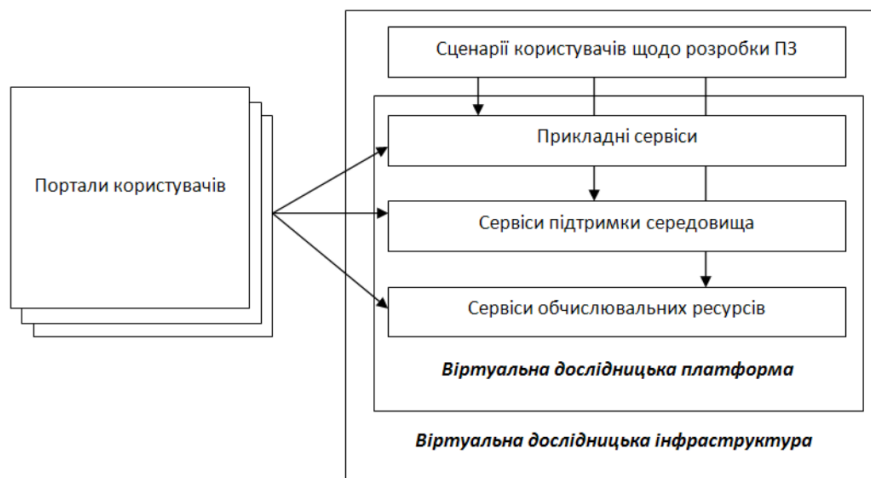 Сценарії користувачів щодо розробки ПЗ
Прикладні сервіси
Портали користувачів
Сервіси підтримки середовища
Сервіси обчислювальних ресурсів
Віртуальна дослідницька платформа
Віртуальна дослідницька інфраструктура